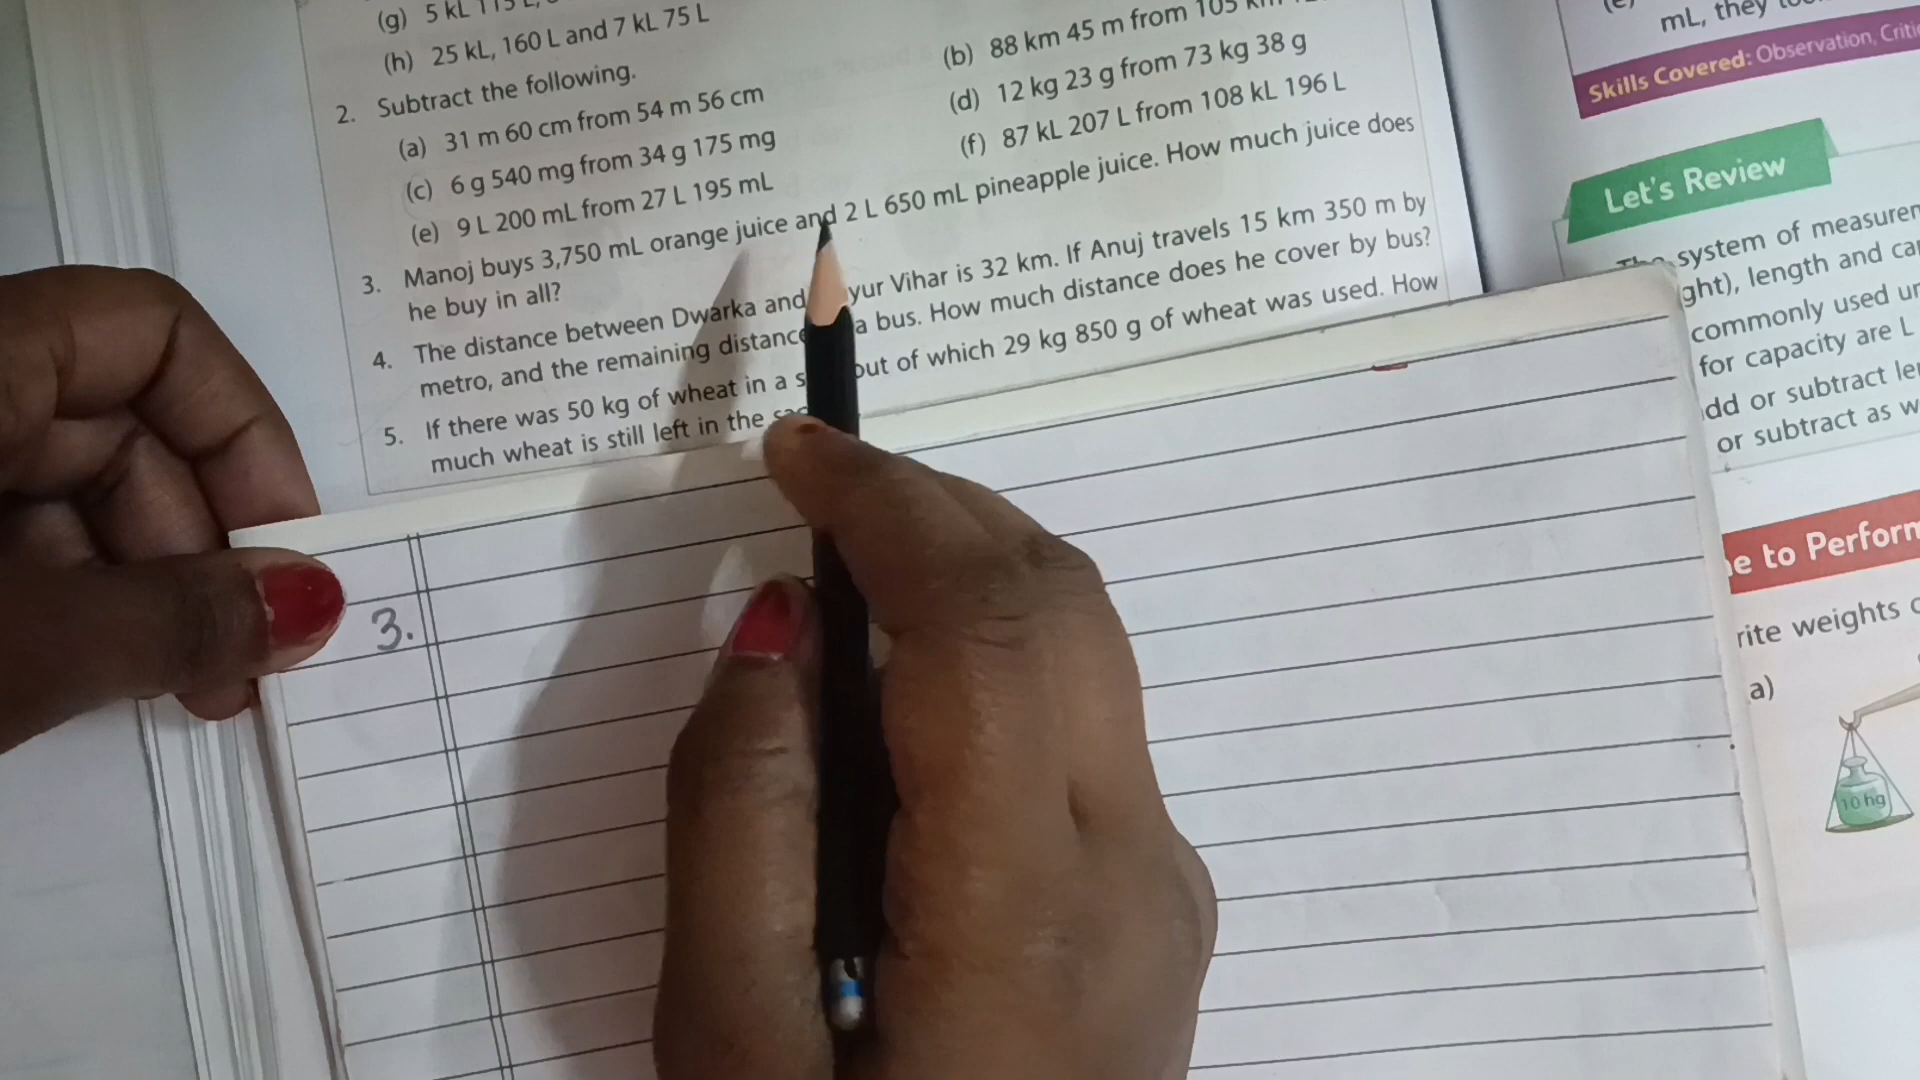 (g) 5 kL 115 L,
(h) 25 kL, 160 L and 7 kL 75 L
2. Subtract the following.
(a) 31 m 60 cm from 54 m 56 cm
(b) 88 km 45 m from 105
(c) 6 g 540 mg from 34 g 175 mg
(d) 12 kg 23 g from 73 kg 38 g
(e) 9 L 200 mL from 27 L 195 mL
(f) 87 kL 207 L from 108 kL 196 L
3. Manoj buys 3,750 mL orange juice and 2 L 650 mL pineapple juice. How much juice does
he buy in all?
4. The distance between Dwarka and yur Vihar is 32 km. If Anuj travels 15 km 350 m by
metro, and the remaining distance a bus. How much distance does he cover by bus?
5. If there was 50 kg of wheat in a s out of which 29 kg 850 g of wheat was used. How
much wheat is still left in the
3.
mL, they
Skills Covered: Observation,
Let's Review
system of
ght), length and
commonly used
for capacity are L
dd or subtract
or subtract as
e to Perform
rite weights
a)
10 hg